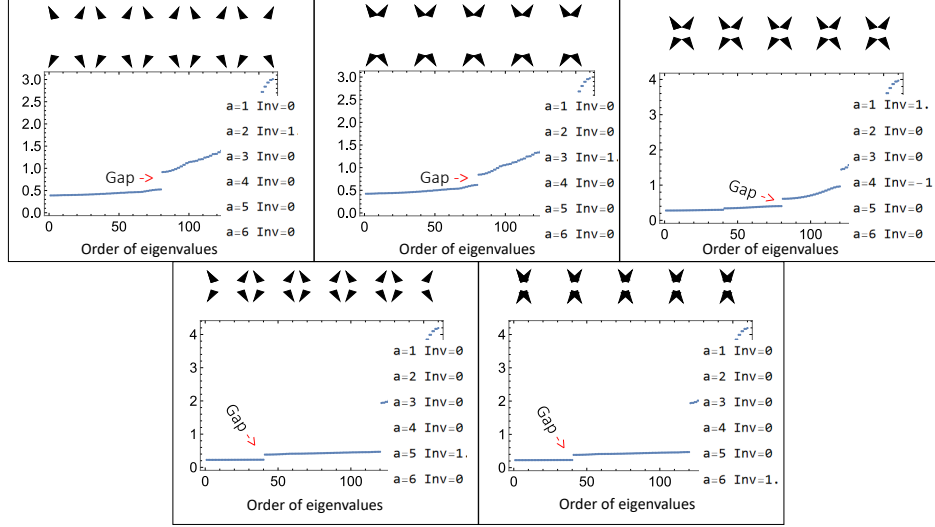 3.0
2.5
2.0
1.5
1.0
0.5
0.0
Gap ->
a=1 Inv=0
a=2 Inv=1.
a=3 Inv=0
a=4 Inv=0
a=5 Inv=0
a=6 Inv=0
0 50 100
Order of eigenvalues
3.0
2.5
2.0
1.5
1.0
0.5
0.0
Gap ->
a=1 Inv=0
a=2 Inv=0
a=3 Inv=1.
a=4 Inv=0
a=5 Inv=0
a=6 Inv=0
0 50 100
Order of eigenvalues
4
3
2
1
0
Gap ->
a=1 Inv=1.
a=2 Inv=0
a=3 Inv=0
a=4 Inv=-1
a=5 Inv=0
a=6 Inv=0
0 50 100
Order of eigenvalues
4
3
2
1
0
Gap ->
a=1 Inv=0
a=2 Inv=0
a=3 Inv=0
a=4 Inv=0
a=5 Inv=1.
a=6 Inv=0
0 50 100
Order of eigenvalues
4
3
2
1
0
Gap ->
a=1 Inv=0
a=2 Inv=0
a=3 Inv=0
a=4 Inv=0
a=5 Inv=0
a=6 Inv=1.
0 50 100
Order of eigenvalues